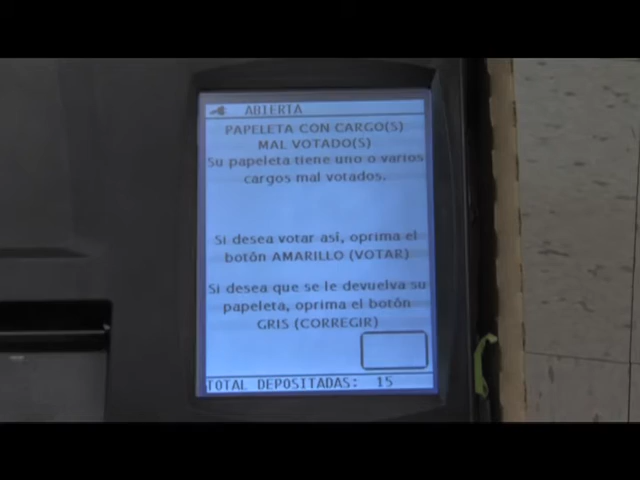 ABIERTA
PAPELETA CON CARGO(S)
MAL VOTADO(S)
Su papeleta tiene uno o varios
cargos mal votados.
Si desea votar así, oprima el
botón AMARILLO (VOTAR)
Si desea que se le devuelva su
papeleta, oprima el botón
GRIS (CORREGIR)
TOTAL DEPOSITADAS: 15